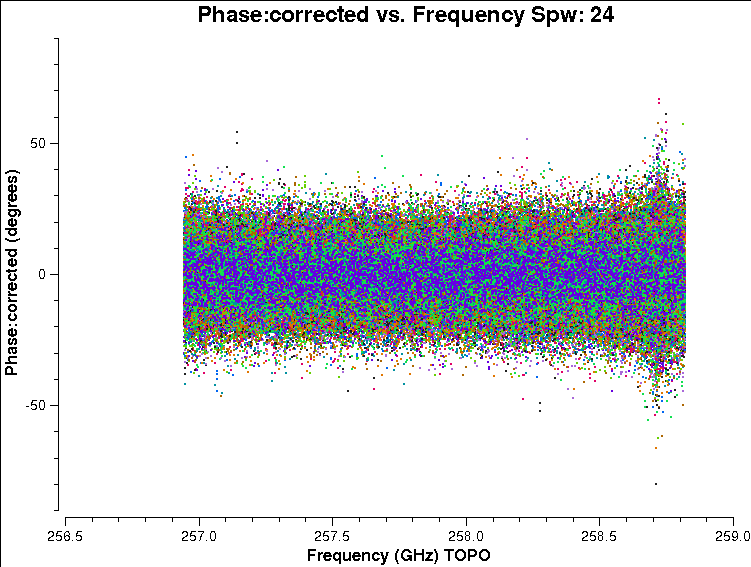 Phase:corrected vs. Frequency Spw: 24
Phase:corrected (degrees)
50
0
-50
256.5 257.0 257.5 258.0 258.5 259.0
Frequency (GHz) TOPO